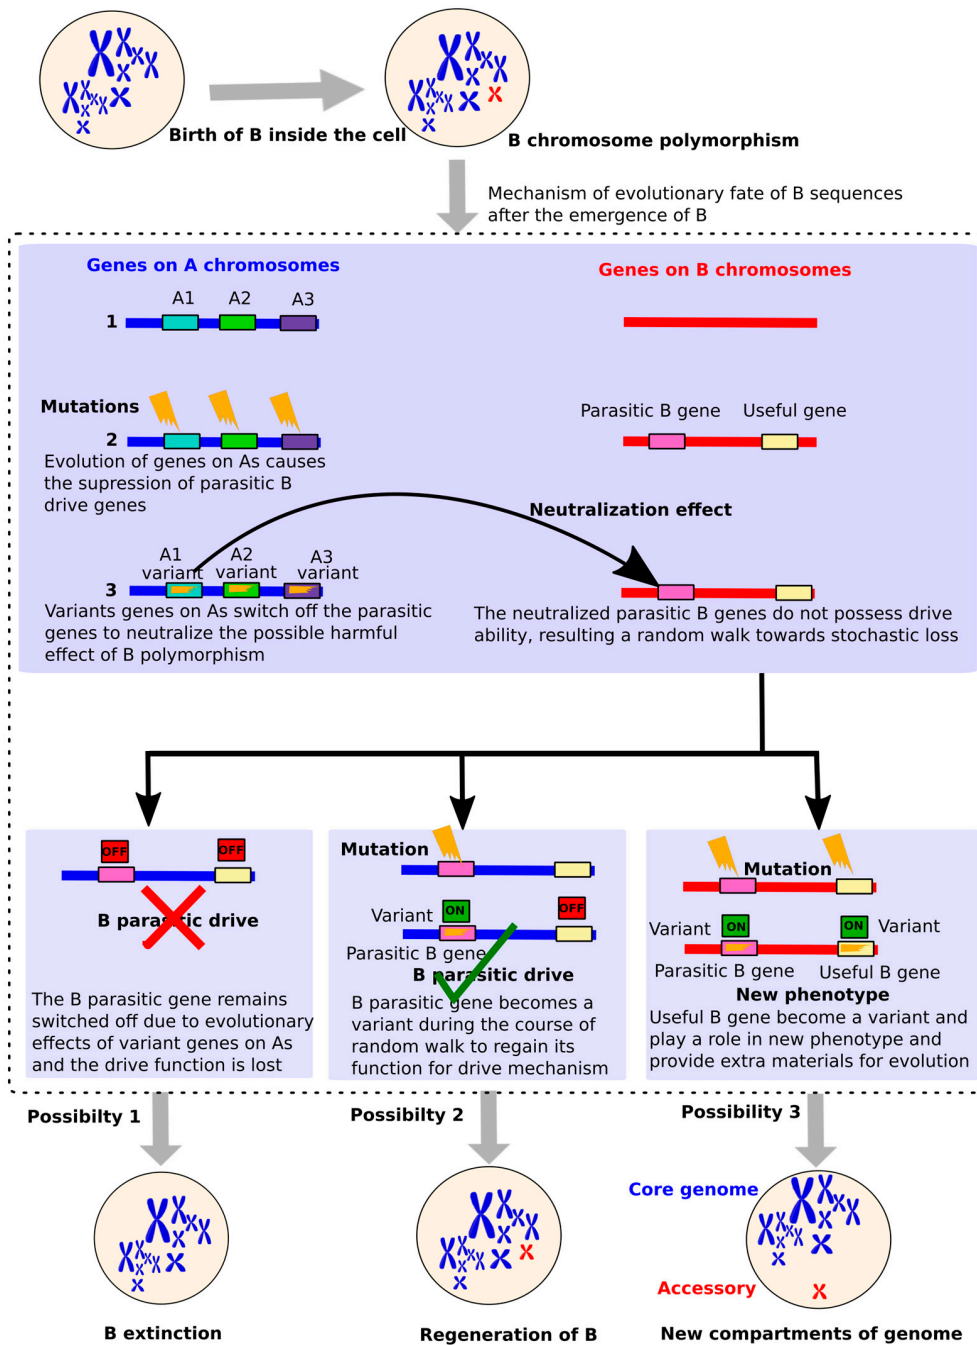 Birth of B inside the cell
B chromosome polymorphism
Mechanism of evolutionary fate of B sequences
after the emergence of B
Genes on A chromosomes
Genes on B chromosomes
A1 A2 A3
1
Mutations
2
Parasitic B gene Useful gene
Evolution of genes on As causes
the supression of parasitic B
drive genes
Neutralization effect
A1
variant
A2
variant
A3
variant
3
Variants genes on As switch off the parasitic
genes to neutralize the possible harmful
effect of B polymorphism
The neutralized parasitic B genes do not possess drive
ability, resulting a random walk towards stochastic loss
OFF OFF
B parasitic drive
The B parasitic gene remains
switched off due to evolutionary
effects of variant genes on As
and the drive function is lost
Mutation
Variant
ON OFF
Parasitic B gene
B parasitic drive
B parasitic gene becomes a
variant during the course of
random walk to regain its
function for drive mechanism
Mutation
Variant ON ON Variant
Parasitic B gene Useful B gene
New phenotype
Useful B gene become a variant and
play a role in new phenotype and
provide extra materials for evolution
Possibilty 1
Possibilty 2
Possibility 3
Core genome
Accessory
B extinction
Regeneration of B
New compartments of genome